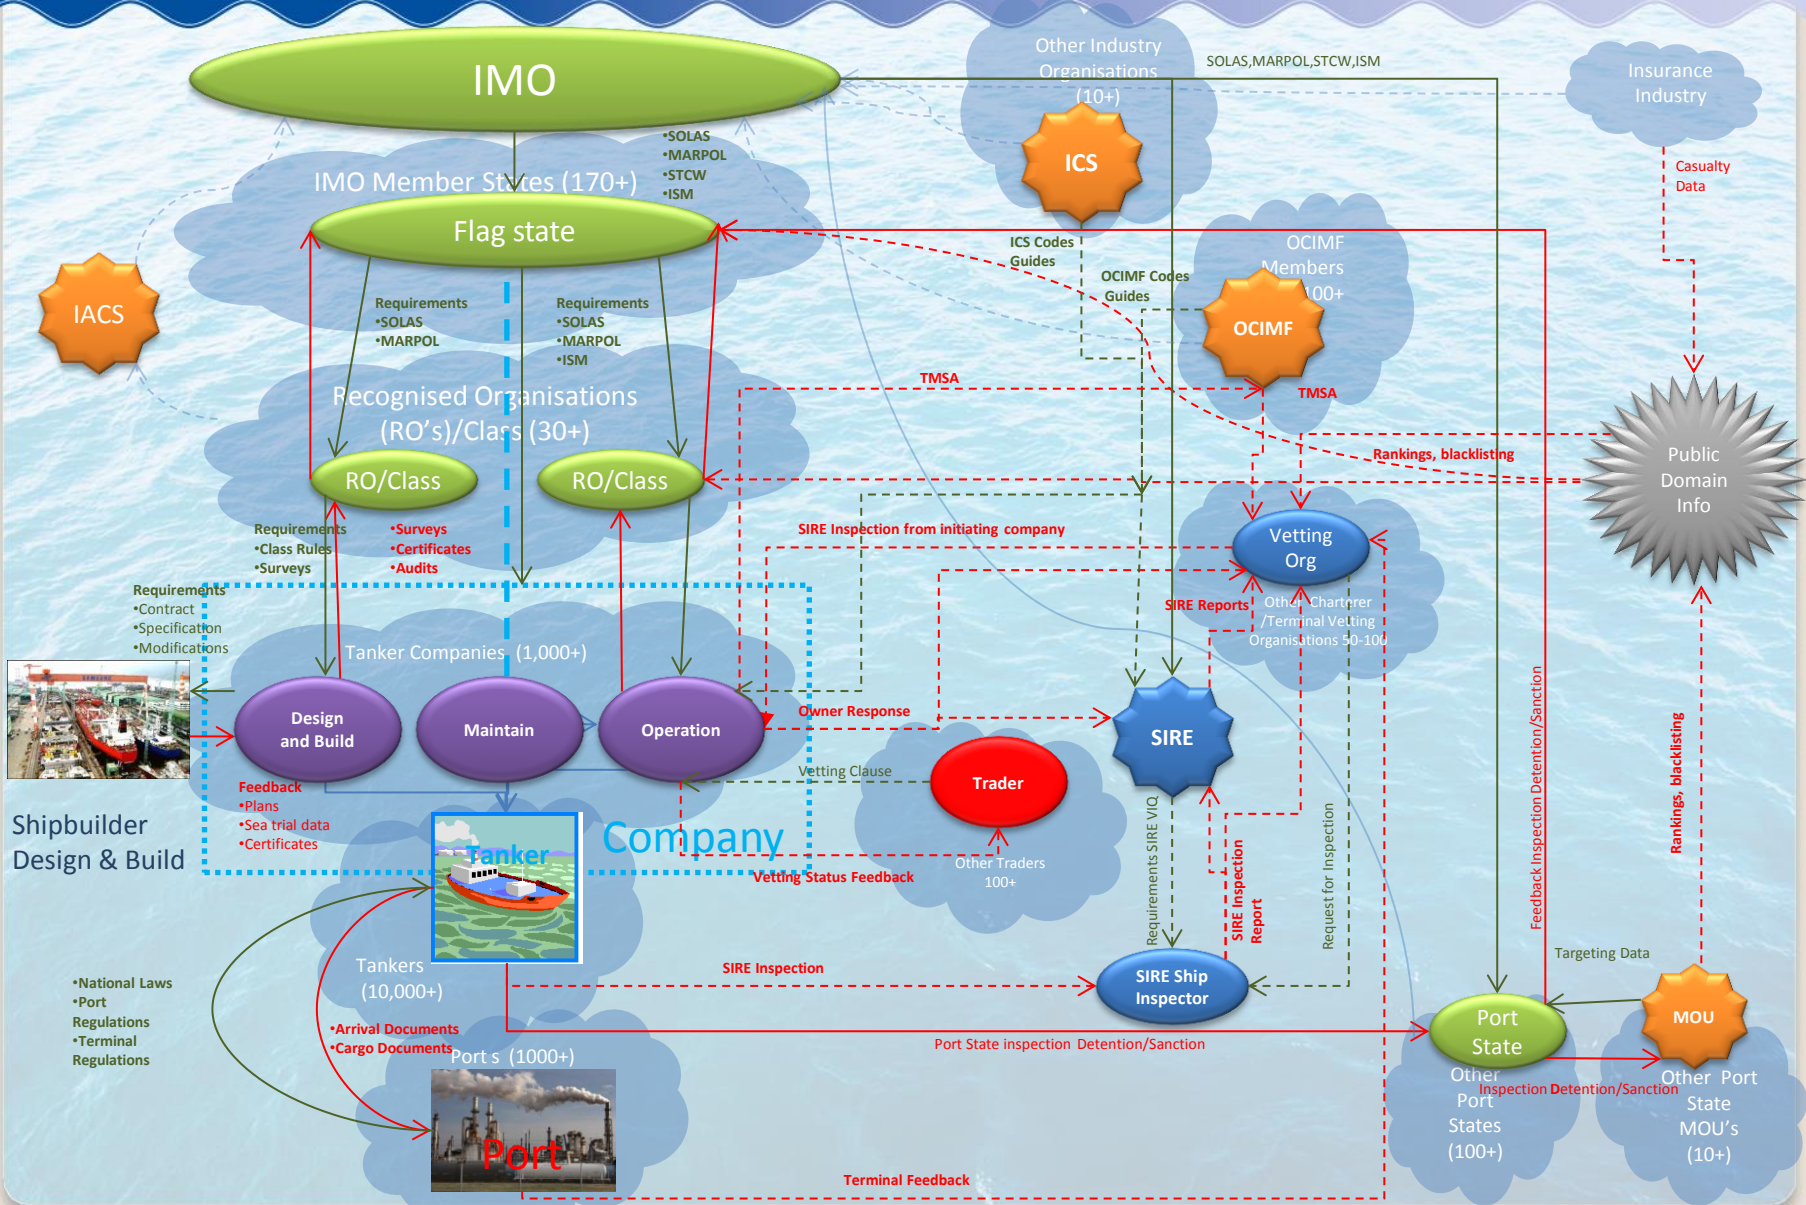 IMO
Other Industry
Organisations
(10+)
SOLAS,MARPOL,STCW,ISM
Insurance
Industry
•SOLAS
•MARPOL
•STCW
•ISM
ICS
Casualty
Data
IMO Member States (170+)
Flag state
ICS Codes
Guides
OCIMF
Members
100+
OCIMF Codes
Guides
IACS
OCIMF
Requirements
•SOLAS
•MARPOL
Requirements
•SOLAS
•MARPOL
•ISM
TMSA
TMSA
Recognised Organisations
(RO's)/Class (30+)
Rankings, blacklisting
Public
Domain
Info
RO/Class
RO/Class
Requirements
•Class Rules
•Surveys
•Surveys
•Certificates
•Audits
SIRE Inspection from initiating company
Vetting
Org
Requirements
•Contract
•Specification
•Modifications
SIRE Reports
Other Charterer
/Terminal Vetting
Organisations 50-100
Tanker Companies (1,000+)
Design
and Build
Maintain
Operation
Owner Response
SIRE
Vetting Clause
Trader
Feedback
•Plans
•Sea trial data
•Certificates
Shipbuilder
Design & Build
Tanker
Company
Other Traders
100+
Vetting Status Feedback
Requirements SIRE VIQ
SIRE Inspection
Report
Request for Inspection
Feedback Inspection Detention/Sanction
Rankings, blacklisting
Targeting Data
Tankers
(10,000+)
SIRE Inspection
SIRE Ship
Inspector
•National Laws
•Port
Regulations
•Terminal
Regulations
•Arrival Documents
•Cargo Documents
Port s (1000+)
Port State inspection Detention/Sanction
Port
State
MOU
Inspection Detention/Sanction
Other
Port
States
(100+)
Other Port
State
MOU's
(10+)
Port
Terminal Feedback